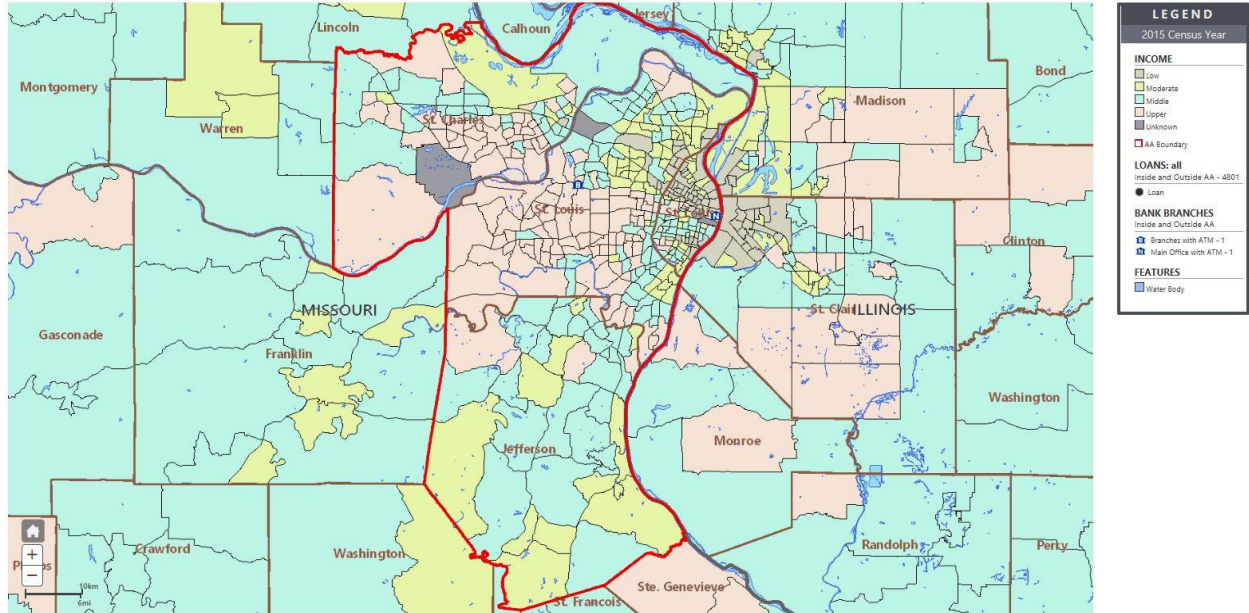 Lincoln
Calhoun
Jersey
Montgomery
Warren
St. Charles
Madison
Bond
St. Louis
St. Louis
Clinton
MISSOURI
St. Clair
ILLINOIS
Gasconade
Franklin
Washington
Jefferson
Monroe
Crawford
Washington
Randolph
Perry
Ste. Genevieve
St. Francois
+
−
10km
6mi
N
LEGEND
2015 Census Year
INCOME
Low
Moderate
Middle
Upper
Unknown
AA Boundary
LOANS: all
Inside and Outside AA - 4801
Loan
BANK BRANCHES
Inside and Outside AA
Branches with ATM - 1
Main Office with ATM - 1
FEATURES
Water Body